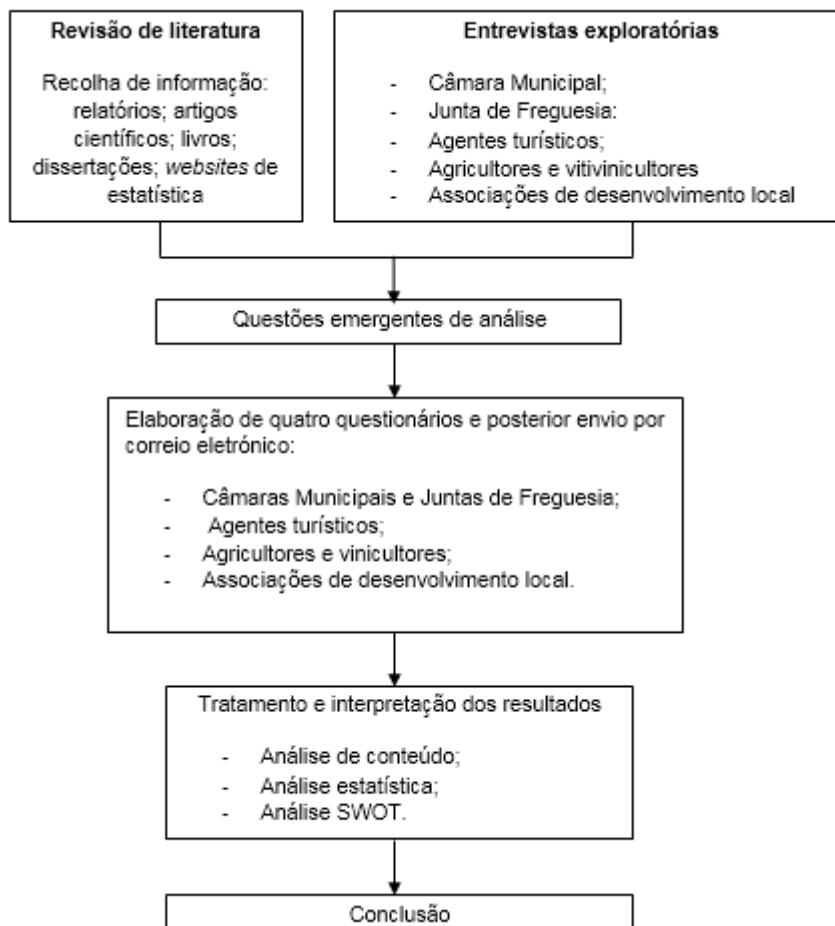 Revisão de literatura
Recolha de informação:
relatórios; artigos
científicos; livros;
dissertações; websites de
estatística
Entrevistas exploratórias
- Câmara Municipal;
- Junta de Freguesia:
- Agentes turísticos;
- Agricultores e vitivinicultores
- Associações de desenvolvimento local
Questões emergentes de análise
Elaboração de quatro questionários e posterior envio por
correio eletrónico:
- Câmaras Municipais e Juntas de Freguesia;
- Agentes turísticos;
- Agricultores e vinicultores;
- Associações de desenvolvimento local.
Tratamento e interpretação dos resultados
- Análise de conteúdo;
- Análise estatística;
- Análise SWOT.
Conclusão